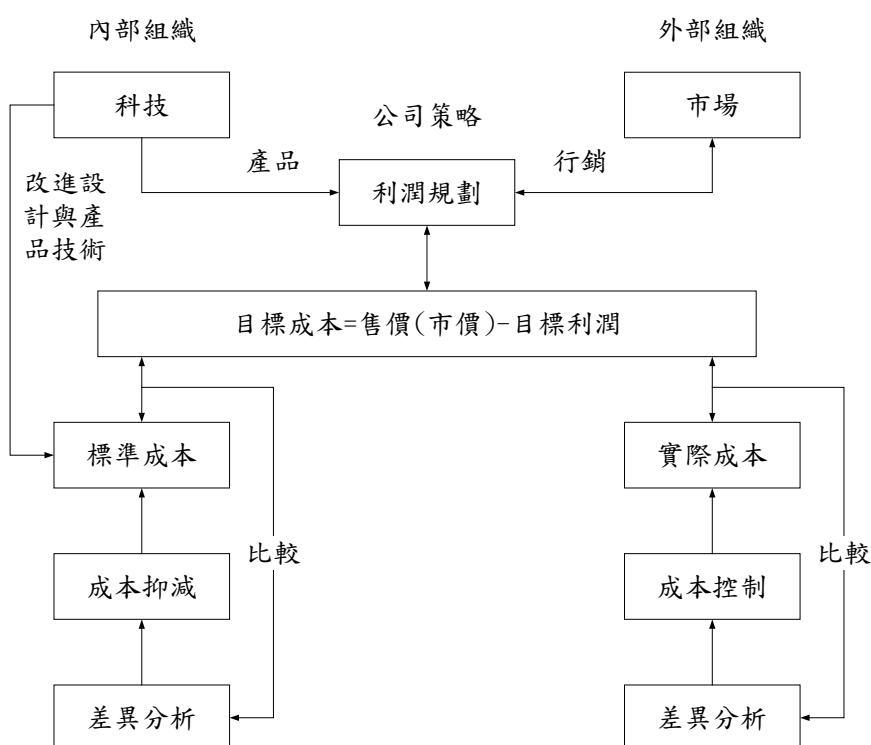 內部組織
外部組織
科技
公司策略
市場
產品
行銷
改進設
計與產
品技術
利潤規劃
目標成本=售價(市價)-目標利潤
標準成本
實際成本
比較
比較
成本抑減
成本控制
差異分析
差異分析